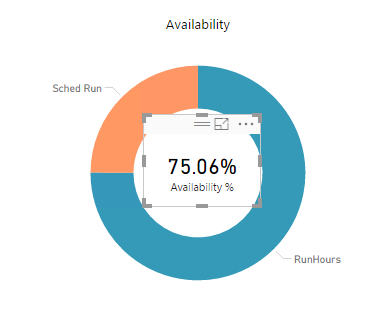 Availability
Sched Run
75.06%
Availability %
RunHours